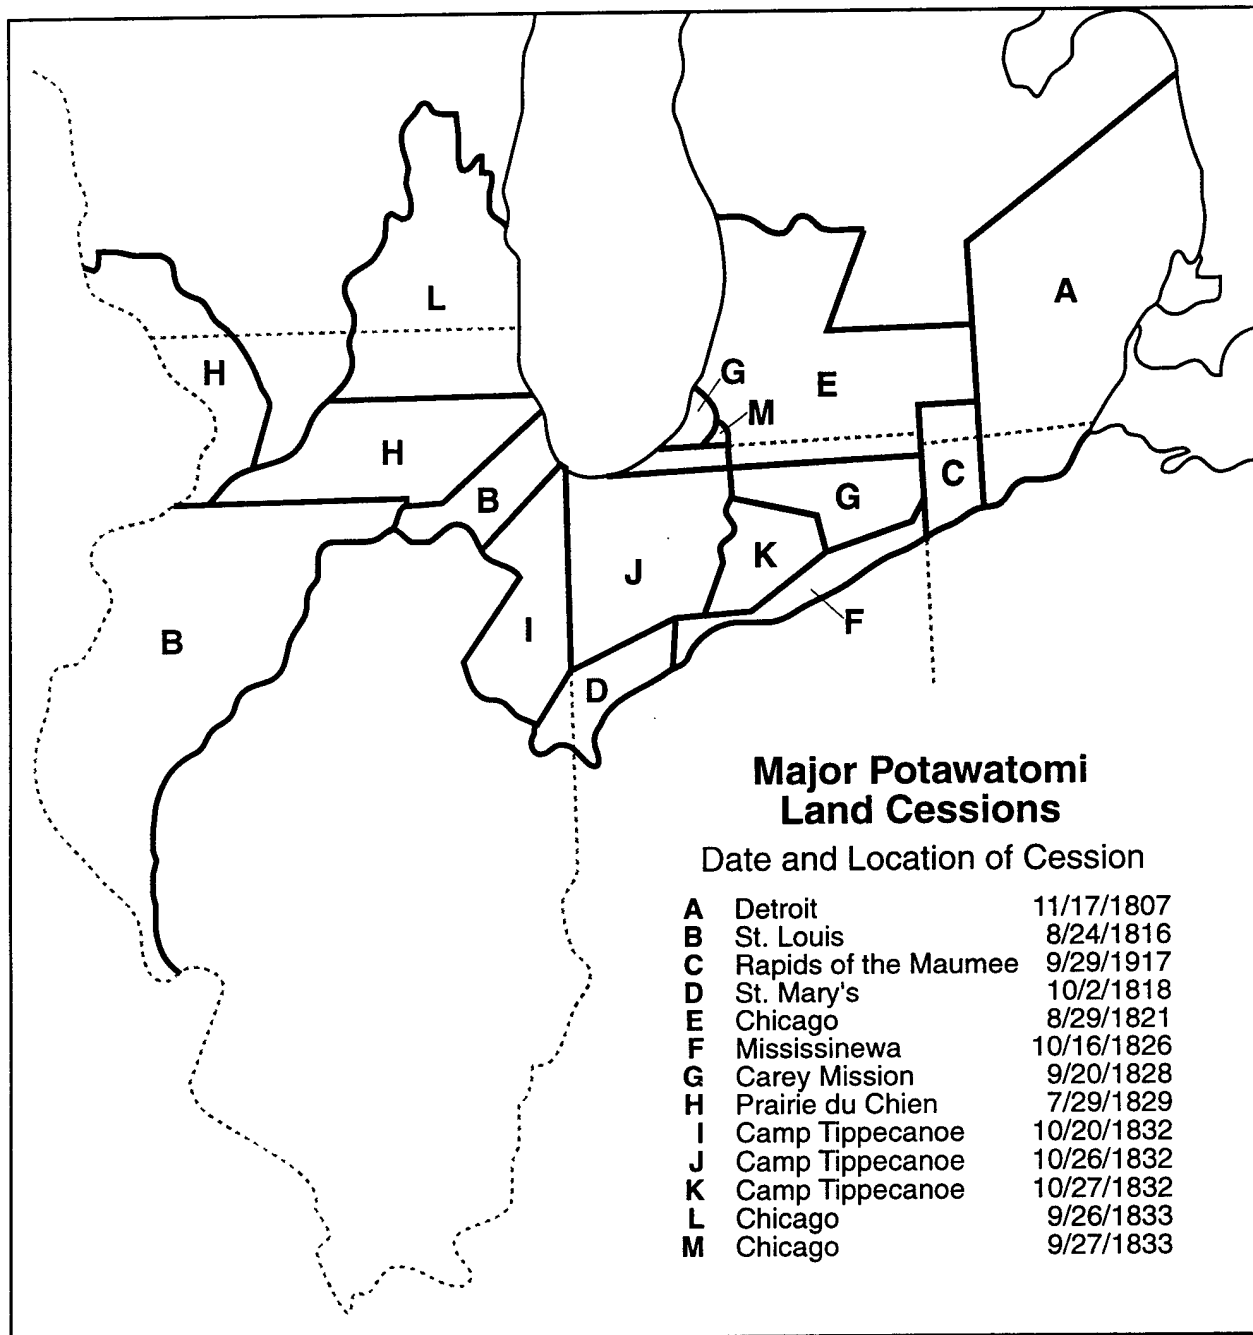 A
L
H
G
E
M
H
B
C
G
K
J
F
I
B
D
Major Potawatomi
Land Cessions
Date and Location of Cession
A Detroit 11/17/1807
B St. Louis 8/24/1816
C Rapids of the Maumee 9/29/1917
D St. Mary's 10/2/1818
E Chicago 8/29/1821
F Mississinewa 10/16/1826
G Carey Mission 9/20/1828
H Prairie du Chien 7/29/1829
I Camp Tippecanoe 10/20/1832
J Camp Tippecanoe 10/26/1832
K Camp Tippecanoe 10/27/1832
L Chicago 9/26/1833
M Chicago 9/27/1833